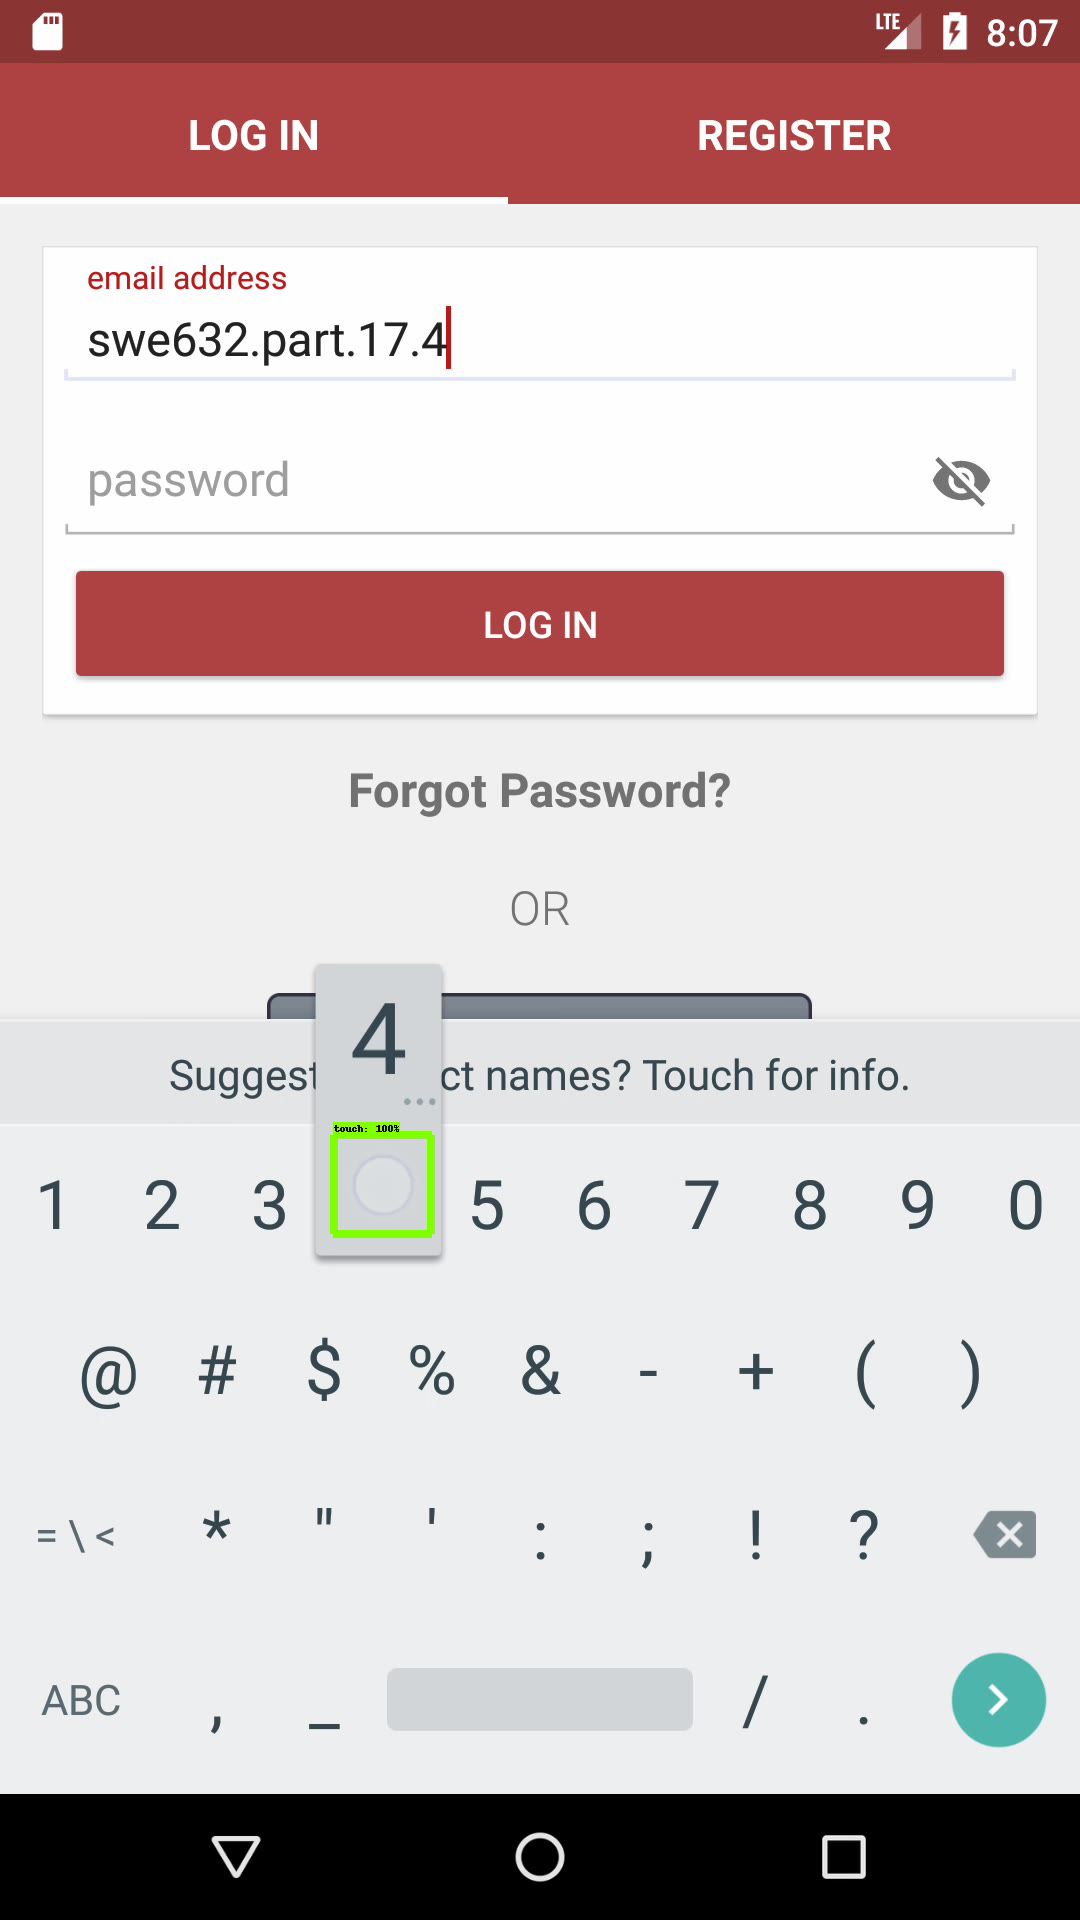 LTE 8:07
LOG IN REGISTER
email address
swe632.part.17.4
password
LOG IN
Forgot Password?
OR
4
...
Suggest ct names? Touch for info.
touch: 100%
1 2 3 5 6 7 8 9 0
@ # $ % & - + ( )
= \ < * " ' : ; ! ?
ABC , _ / .